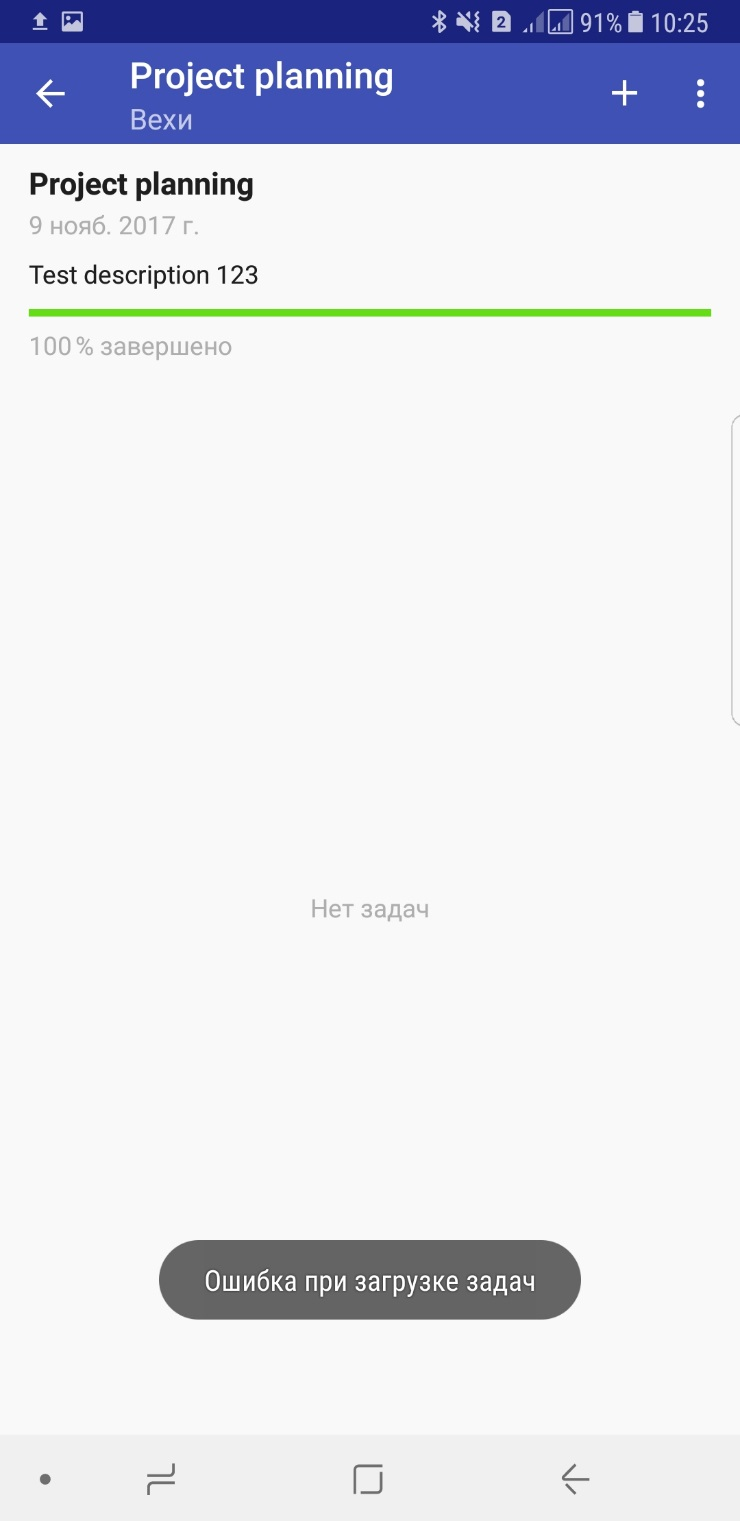 2 91% 10:25
Project planning
Вехи
Project planning
9 нояб. 2017 г.
Test description 123
100 % завершено
Нет задач
Ошибка при загрузке задач